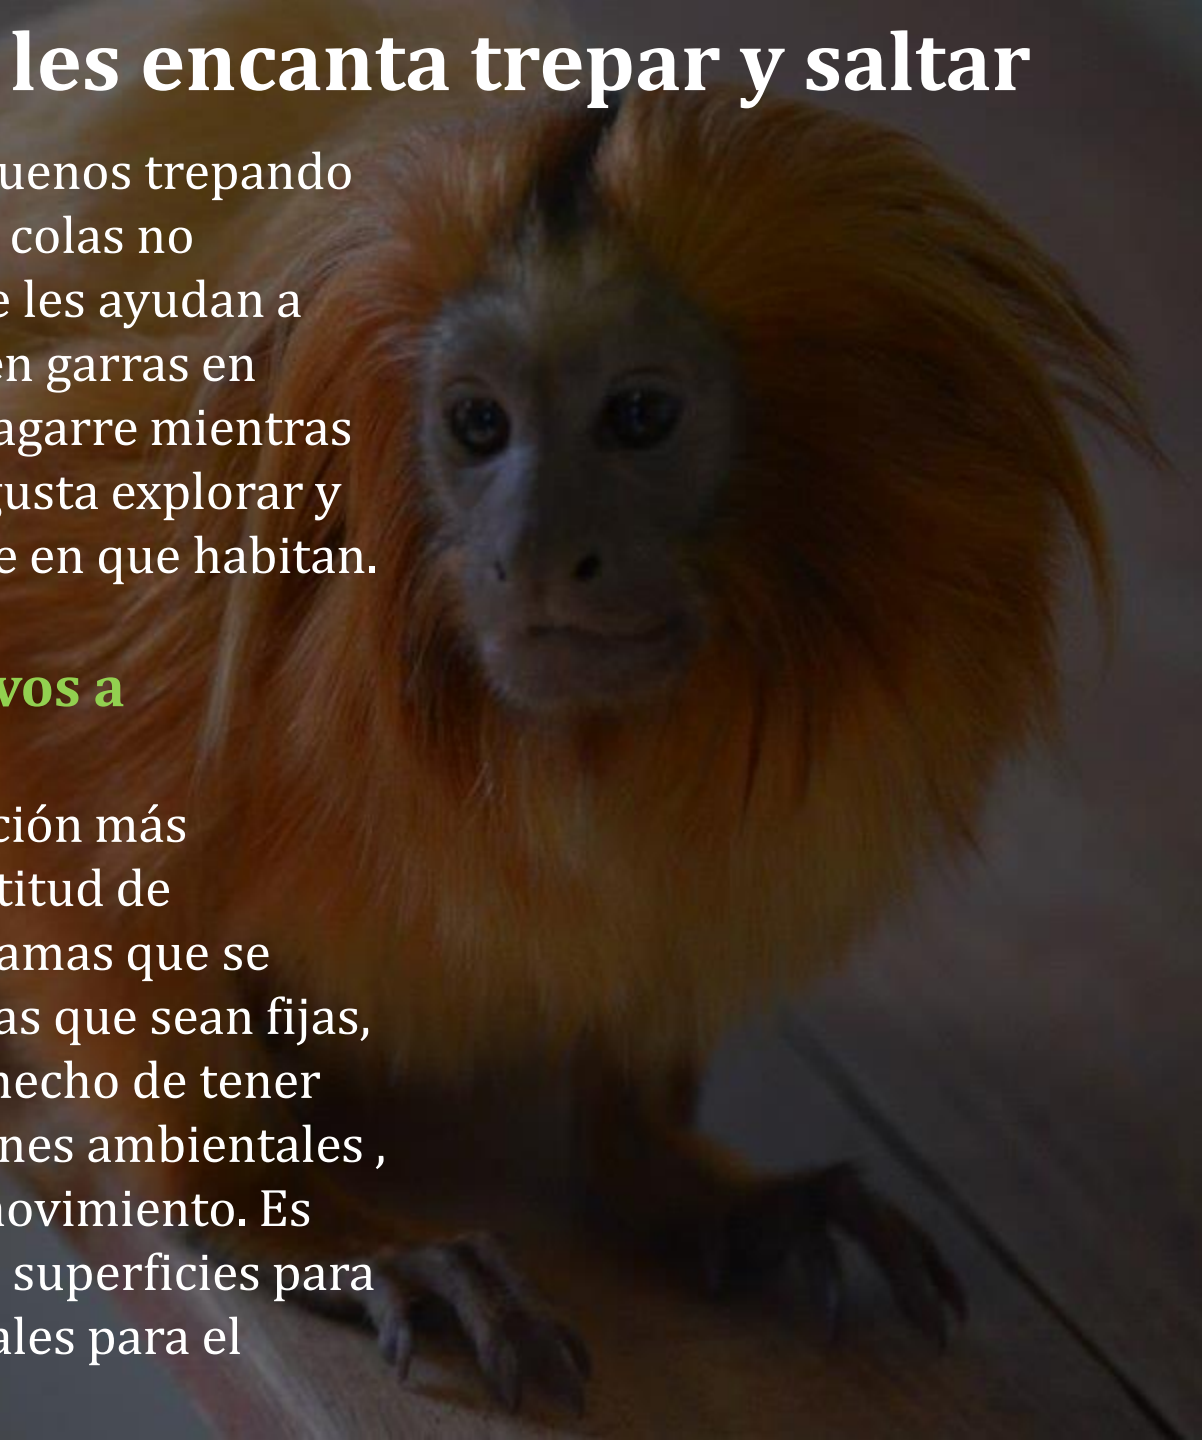 les encanta trepar y saltar
uenos trepando
colas no
e les ayudan a
en garras en
agarre mientras
gusta explorar y
e en que habitan.
vos a
ción más
titud de
amas que se
as que sean fijas,
hecho de tener
nes ambientales ,
movimiento. Es
superficies para
ales para el